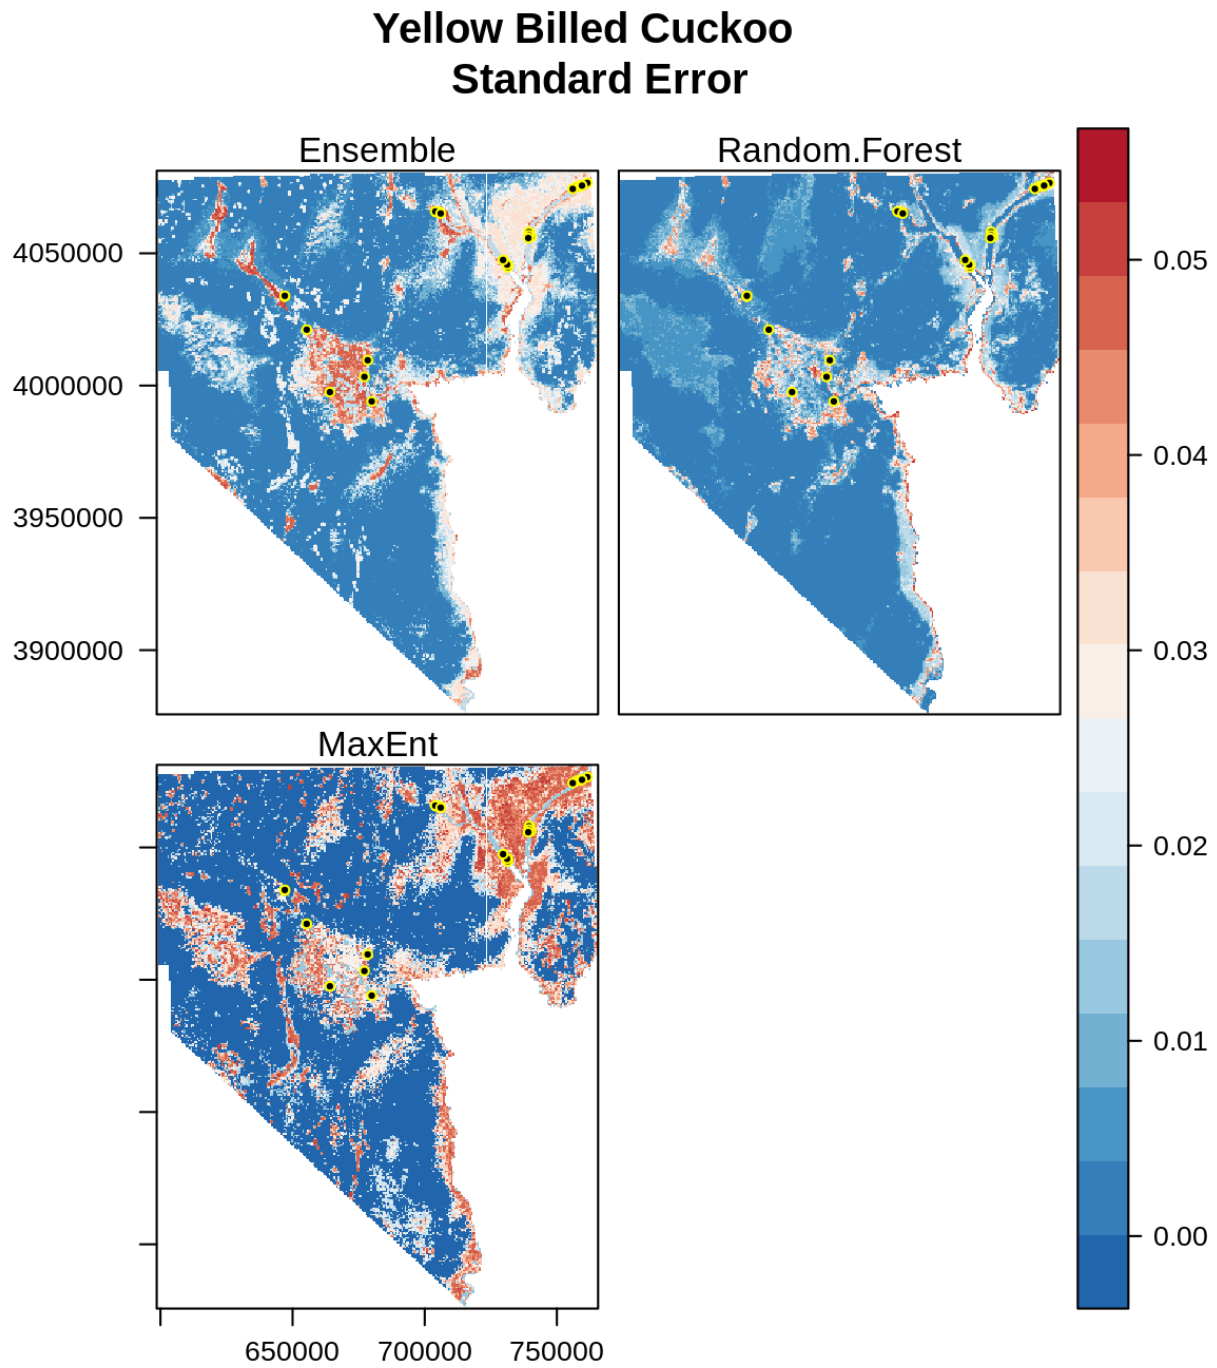 Yellow Billed Cuckoo
Standard Error
Ensemble
Random.Forest
4050000
4000000
3950000
3900000
MaxEnt
650000
700000
750000
0.05
0.04
0.03
0.02
0.01
0.00